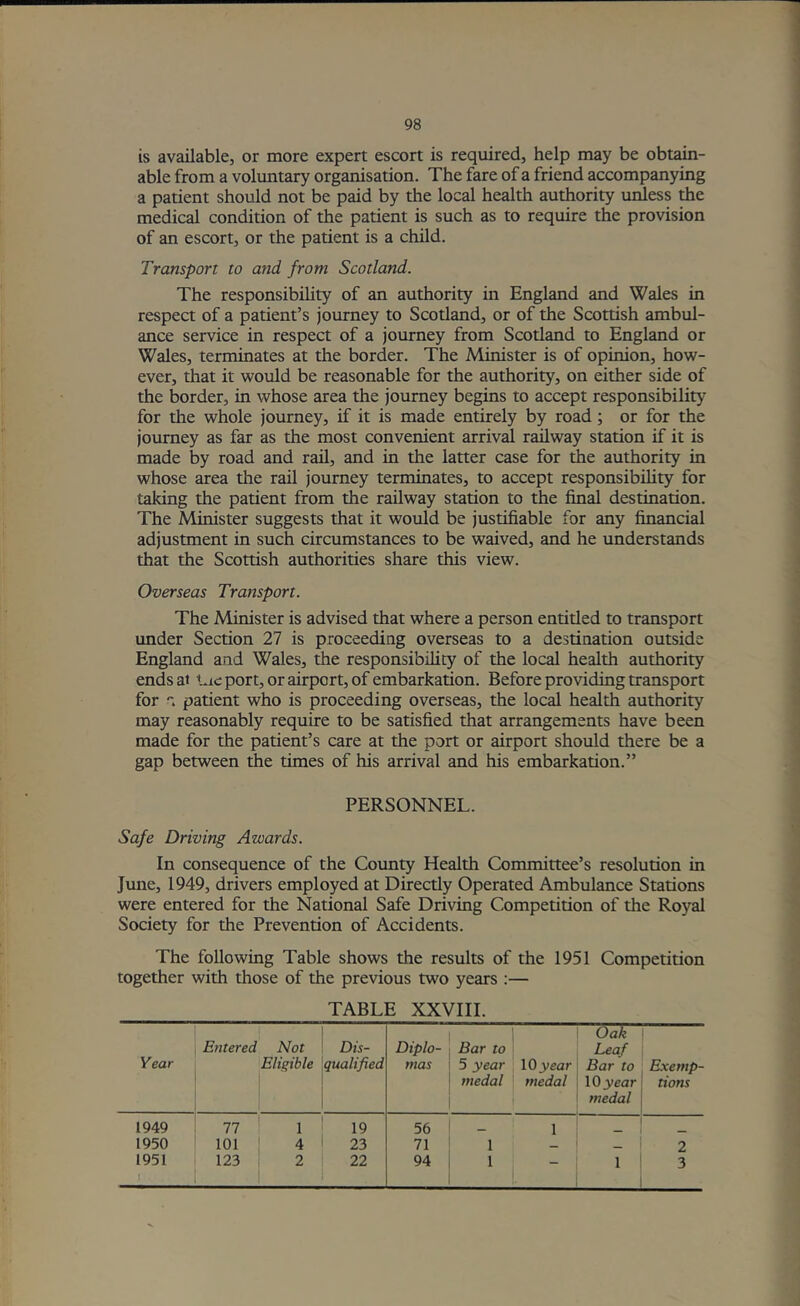 98
is available, or more expert escort is required, help may be obtain-
able from a voluntary organisation. The fare of a friend accompanying
a patient should not be paid by the local health authority unless the
medical condition of the patient is such as to require the provision
of an escort, or the patient is a child.
Transport to and from Scotland.
The responsibility of an authority in England and Wales in
respect of a patient's journey to Scotland, or of the Scottish ambul-
ance service in respect of a journey from Scotland to England or
Wales, terminates at the border. The Minister is of opinion, how-
ever, that it would be reasonable for the authority, on either side of
the border, in whose area the journey begins to accept responsibility
for the whole journey, if it is made entirely by road ; or for the
journey as far as the most convenient arrival railway station if it is
made by road and rail, and in the latter case for the authority in
whose area the rail journey terminates, to accept responsibility for
taking the patient from the railway station to the final destination.
The Minister suggests that it would be justifiable for any financial
adjustment in such circumstances to be waived, and he understands
that the Scottish authorities share this view.
Overseas Transport.
The Minister is advised that where a person entitled to transport
under Section 27 is proceeding overseas to a destination outside
England and Wales, the responsibility of the local health authority
ends at the port, or airport, of embarkation. Before providing transport
for a patient who is proceeding overseas, the local health authority
may reasonably require to be satisfied that arrangements have been
made for the patient's care at the port or airport should there be a
gap between the times of his arrival and his embarkation."
PERSONNEL.
Safe Driving Awards.
In consequence of the County Health Committee's resolution in
June, 1949, drivers employed at Directly Operated Ambulance Stations
were entered for the National Safe Driving Competition of the Royal
Society for the Prevention of Accidents.
The following Table shows the results of the 1951 Competition
together with those of the previous two years :—
TABLE XXVIII.
Year Entered Not Eligible Dis-qualified Diplo-mas Bar to 5 year medal 10 year medal Oak Leaf Bar to 10 year medal Exemp-tions
1949 77 1 19 56 – 1 – –
1950 101 4 23 71 1 – – 2
1951 123 2 22 94 1 – 1 3